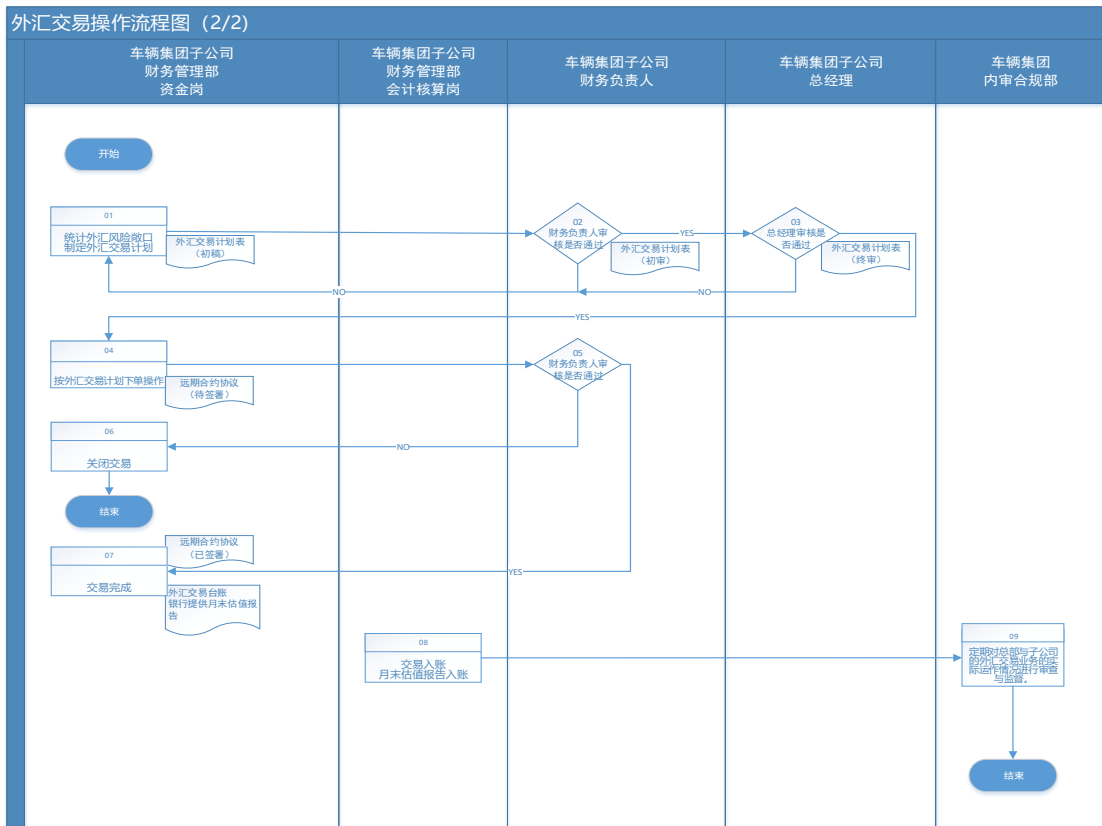 外汇交易操作流程图（2/2）
车辆集团子公司
财务管理部
资金岗
车辆集团子公司
财务管理部
会计核算岗
车辆集团子公司
财务负责人
车辆集团子公司
总经理
车辆集团
内审合规部
开始
01
统计外汇风险敞口
制定外汇交易计划
外汇交易计划表
（初稿）
02
财务负责人审
核是否通过
YES
外汇交易计划表
（初审）
03
总经理审核是
否通过
外汇交易计划表
（终审）
NO
NO
YES
04
按外汇交易计划下单操作
远期合约协议
（待签署）
05
财务负责人审
核是否通过
06
关闭交易
NO
结束
07
交易完成
远期合约协议
（已签署）
YES
外汇交易台账
银行提供月末估值报
告
08
交易入账
月末估值报告入账
09
定期对总部与子公司
的外汇交易业务的实
际运作情况进行审查
与监督。
结束